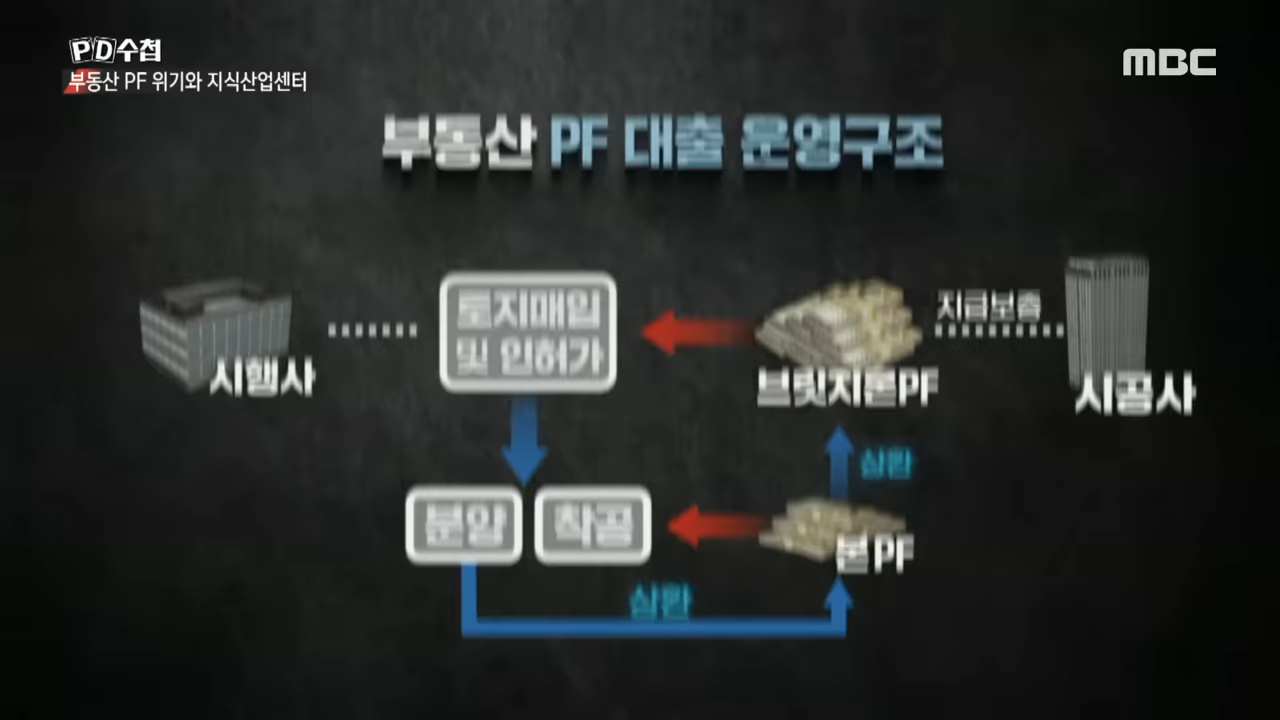 PD수첩
부동산 PF 위기와 지식산업센터
MBC
부동산 PF 대출 운영구조
시행사
토지매입
및 인허가
브릿지론PF
지급보증
시공사
상환
분양
착공
본PF
상환